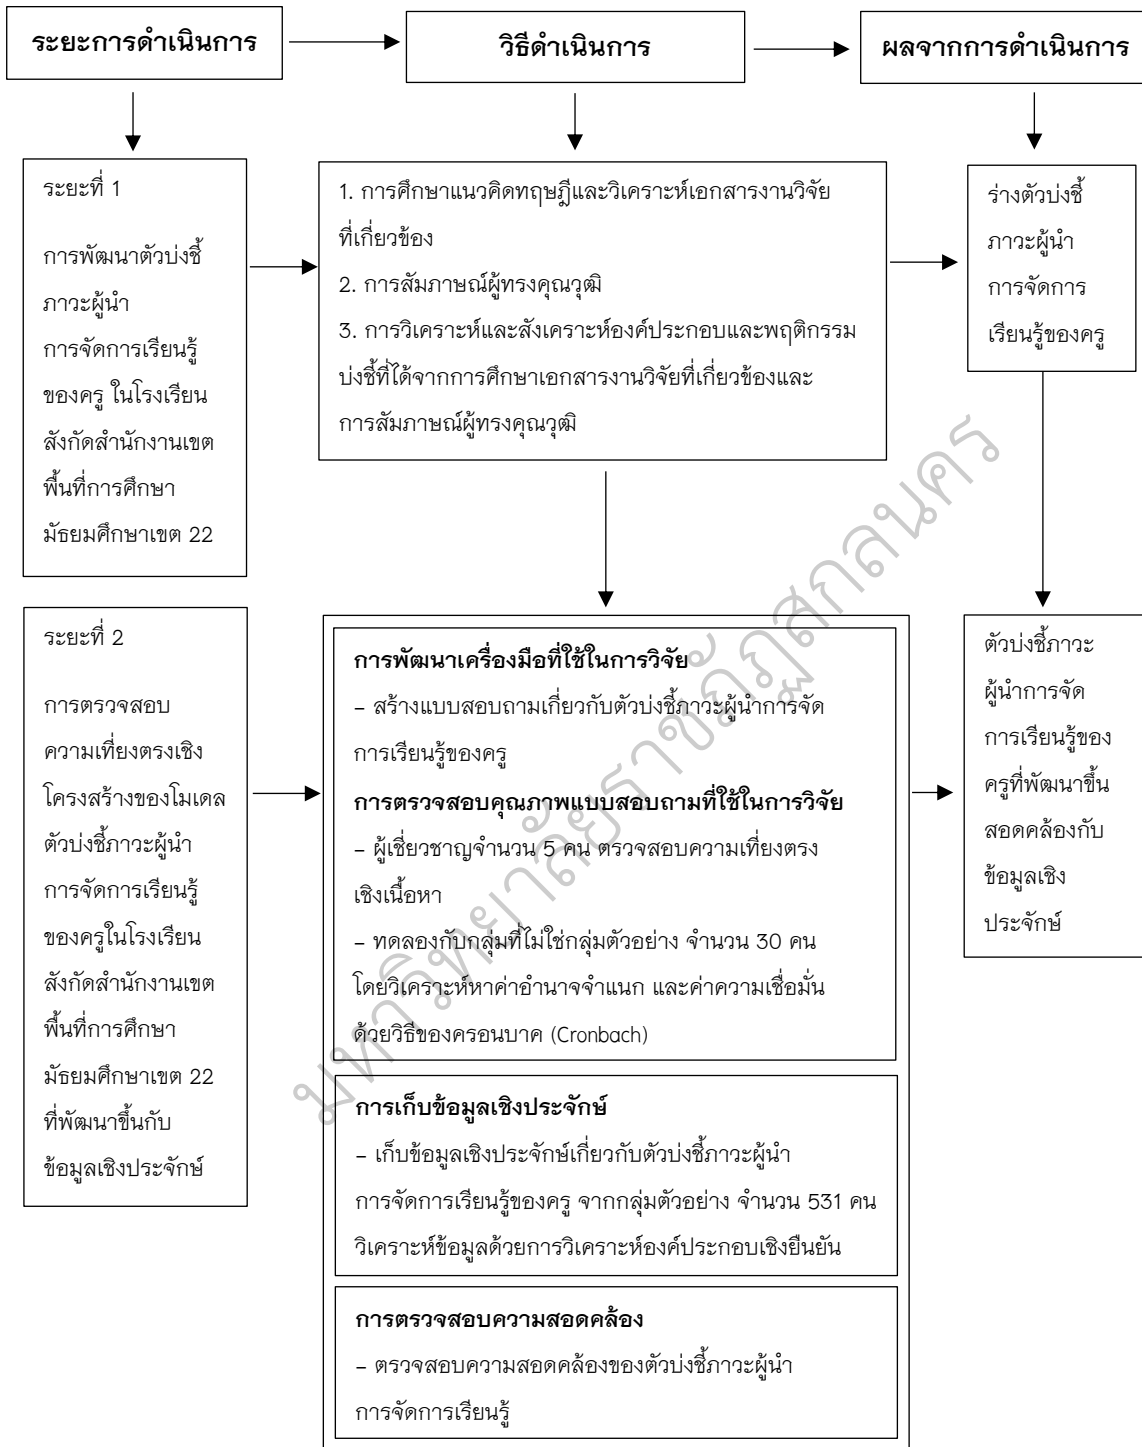 ระยะการดำเนินการ
วิธีดำเนินการ
ผลจากการดำเนินการ
ระยะที่ 1
การพัฒนาตัวบ่งชี้
ภาวะผู้นำ
การจัดการเรียนรู้
ของครู ในโรงเรียน
สังกัดสำนักงานเขต
พื้นที่การศึกษา
มัธยมศึกษาเขต 22
1. การศึกษาแนวคิดทฤษฎีและวิเคราะห์เอกสารงานวิจัย
ที่เกี่ยวข้อง
2. การสัมภาษณ์ผู้ทรงคุณวุฒิ
3. การวิเคราะห์และสังเคราะห์องค์ประกอบและพฤติกรรม
บ่งชี้ที่ได้จากการศึกษาเอกสารงานวิจัยที่เกี่ยวข้องและ
การสัมภาษณ์ผู้ทรงคุณวุฒิ
ร่างตัวบ่งชี้
ภาวะผู้นำ
การจัดการ
เรียนรู้ของครู
ระยะที่ 2
การตรวจสอบ
ความเที่ยงตรงเชิง
โครงสร้างของโมเดล
ตัวบ่งชี้ภาวะผู้นำ
การจัดการเรียนรู้
ของครูในโรงเรียน
สังกัดสำนักงานเขต
พื้นที่การศึกษา
มัธยมศึกษาเขต 22
ที่พัฒนาขึ้นกับ
ข้อมูลเชิงประจักษ์
การพัฒนาเครื่องมือที่ใช้ในการวิจัย
– สร้างแบบสอบถามเกี่ยวกับตัวบ่งชี้ภาวะผู้นำการจัด
การเรียนรู้ของครู
การตรวจสอบคุณภาพแบบสอบถามที่ใช้ในการวิจัย
– ผู้เชี่ยวชาญจำนวน 5 คน ตรวจสอบความเที่ยงตรง
เชิงเนื้อหา
– ทดลองกับกลุ่มที่ไม่ใช่กลุ่มตัวอย่าง จำนวน 30 คน
โดยวิเคราะห์หาค่าอำนาจจำแนก และค่าความเชื่อมั่น
ด้วยวิธีของครอนบาค (Cronbach)
การเก็บข้อมูลเชิงประจักษ์
– เก็บข้อมูลเชิงประจักษ์เกี่ยวกับตัวบ่งชี้ภาวะผู้นำ
การจัดการเรียนรู้ของครู จากกลุ่มตัวอย่าง จำนวน 531 คน
วิเคราะห์ข้อมูลด้วยการวิเคราะห์องค์ประกอบเชิงยืนยัน
การตรวจสอบความสอดคล้อง
– ตรวจสอบความสอดคล้องของตัวบ่งชี้ภาวะผู้นำ
การจัดการเรียนรู้
ตัวบ่งชี้ภาวะ
ผู้นำการจัด
การเรียนรู้ของ
ครูที่พัฒนาขึ้น
สอดคล้องกับ
ข้อมูลเชิง
ประจักษ์
มหาวิทยาลัยราชภัฏสกลนคร